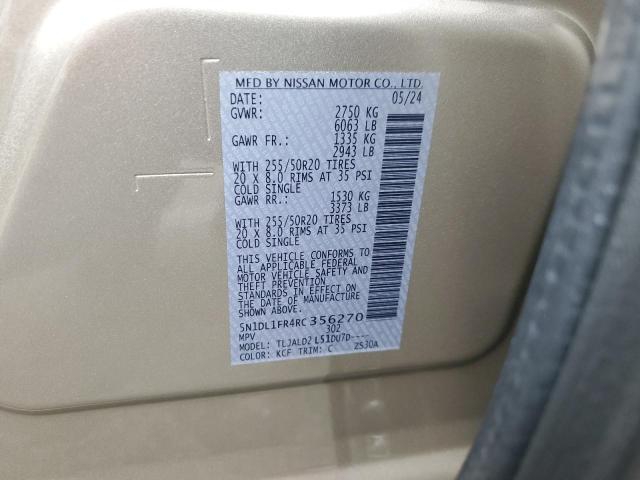 MFD BY NISSAN MOTOR CO., LTD.
DATE: 05/24
GVWR: 2750 KG
6063 LB
GAWR FR.: 1335 KG
2943 LB
WITH 255/50R20 TIRES
20 X 8.0 RIMS AT 35 PSI
COLD SINGLE
GAWR RR.: 1530 KG
3373 LB
WITH 255/50R20 TIRES
20 X 8.0 RIMS AT 35 PSI
COLD SINGLE
THIS VEHICLE CONFORMS TO
ALL APPLICABLE FEDERAL
MOTOR VEHICLE SAFETY AND
THEFT PREVENTION
STANDARDS IN EFFECT ON
THE DATE OF MANUFACTURE
SHOWN ABOVE.
5N1DL1FR4RC356270
MPV 302
MODEL: TLJALD2 L51DU7D----
COLOR: KCF TRIM: C ZS30A